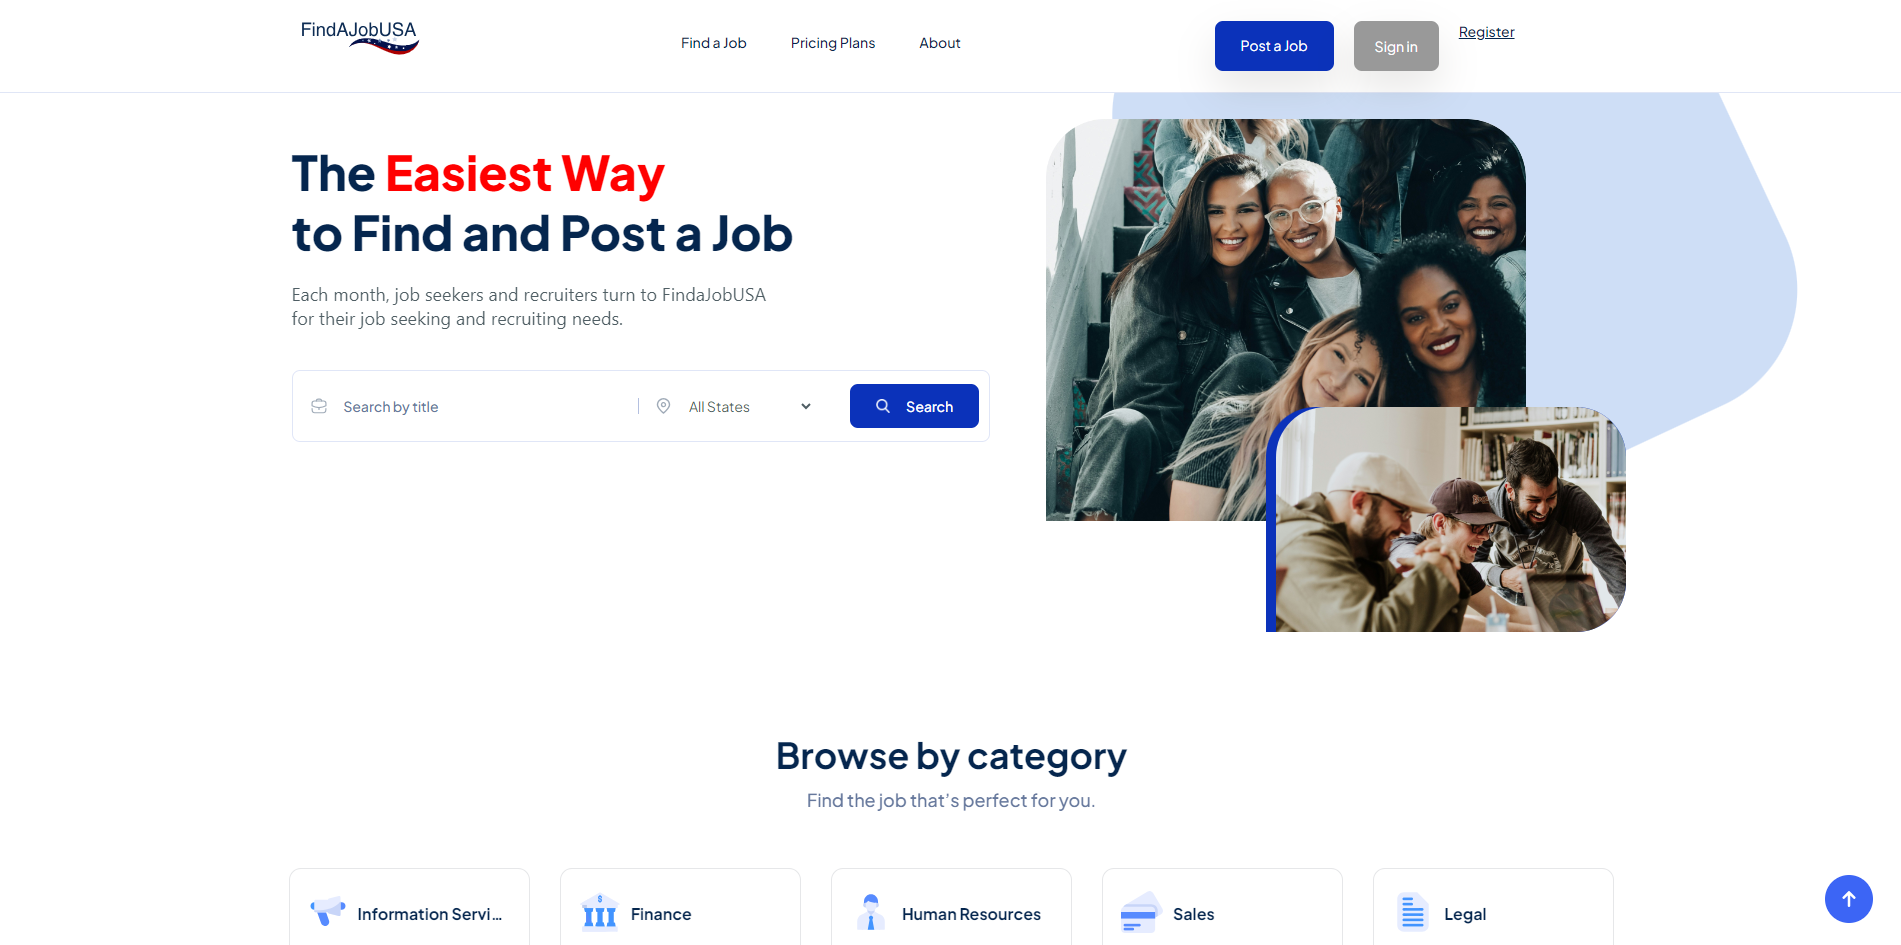 FindAJobUSA
Find a Job
Pricing Plans
About
Post a Job
Sign in
Register
The Easiest Way
to Find and Post a Job
Each month, job seekers and recruiters turn to FindaJobUSA
for their job seeking and recruiting needs.
Search by title
All States
Search
Browse by category
Find the job that's perfect for you.
Information Servi...
Finance
Human Resources
Sales
Legal